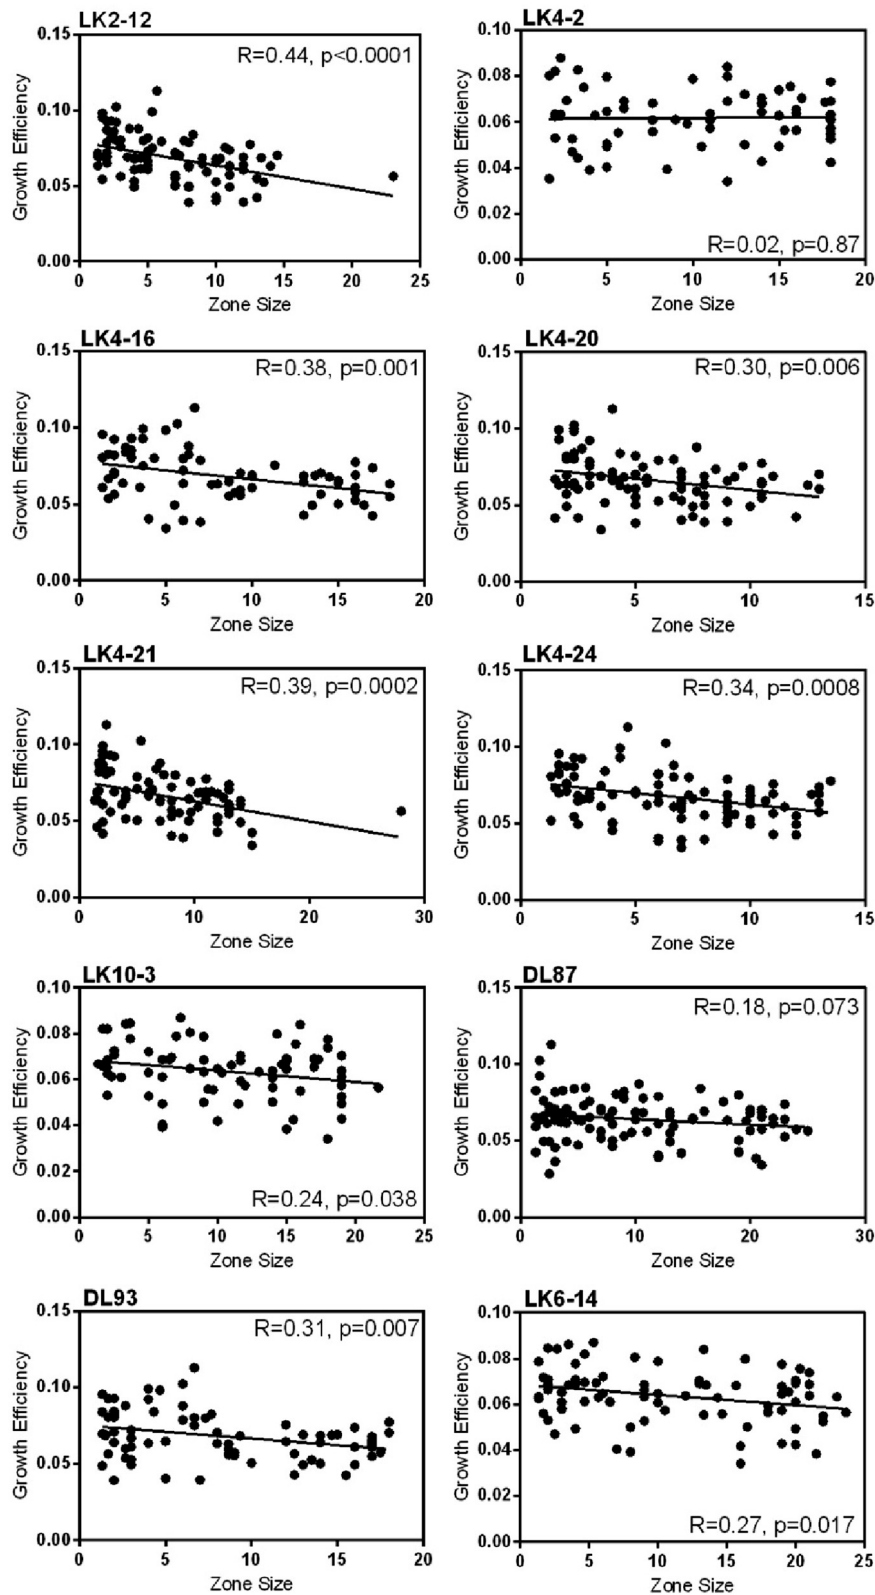 LK2-12
R=0.44, p<0.0001
Growth Efficiency
0.15
0.10
0.05
0.00
0 5 10 15 20 25
Zone Size
LK4-2
Growth Efficiency
0.10
0.08
0.06
0.04
0.02
0.00
R=0.02, p=0.87
0 5 10 15 20
Zone Size
LK4-16
R=0.38, p=0.001
Growth Efficiency
0.15
0.10
0.05
0.00
0 5 10 15 20
Zone Size
LK4-20
R=0.30, p=0.006
Growth Efficiency
0.15
0.10
0.05
0.00
0 5 10 15
Zone Size
LK4-21
R=0.39, p=0.0002
Growth Efficiency
0.15
0.10
0.05
0.00
0 10 20 30
Zone Size
LK4-24
R=0.34, p=0.0008
Growth Efficiency
0.15
0.10
0.05
0.00
0 5 10 15
Zone Size
LK10-3
Growth Efficiency
0.10
0.08
0.06
0.04
0.02
0.00
R=0.24, p=0.038
0 5 10 15 20 25
Zone Size
DL87
R=0.18, p=0.073
Growth Efficiency
0.15
0.10
0.05
0.00
0 10 20 30
Zone Size
DL93
R=0.31, p=0.007
Growth Efficiency
0.15
0.10
0.05
0.00
0 5 10 15 20
Zone Size
LK6-14
Growth Efficiency
0.10
0.08
0.06
0.04
0.02
0.00
R=0.27, p=0.017
0 5 10 15 20 25
Zone Size